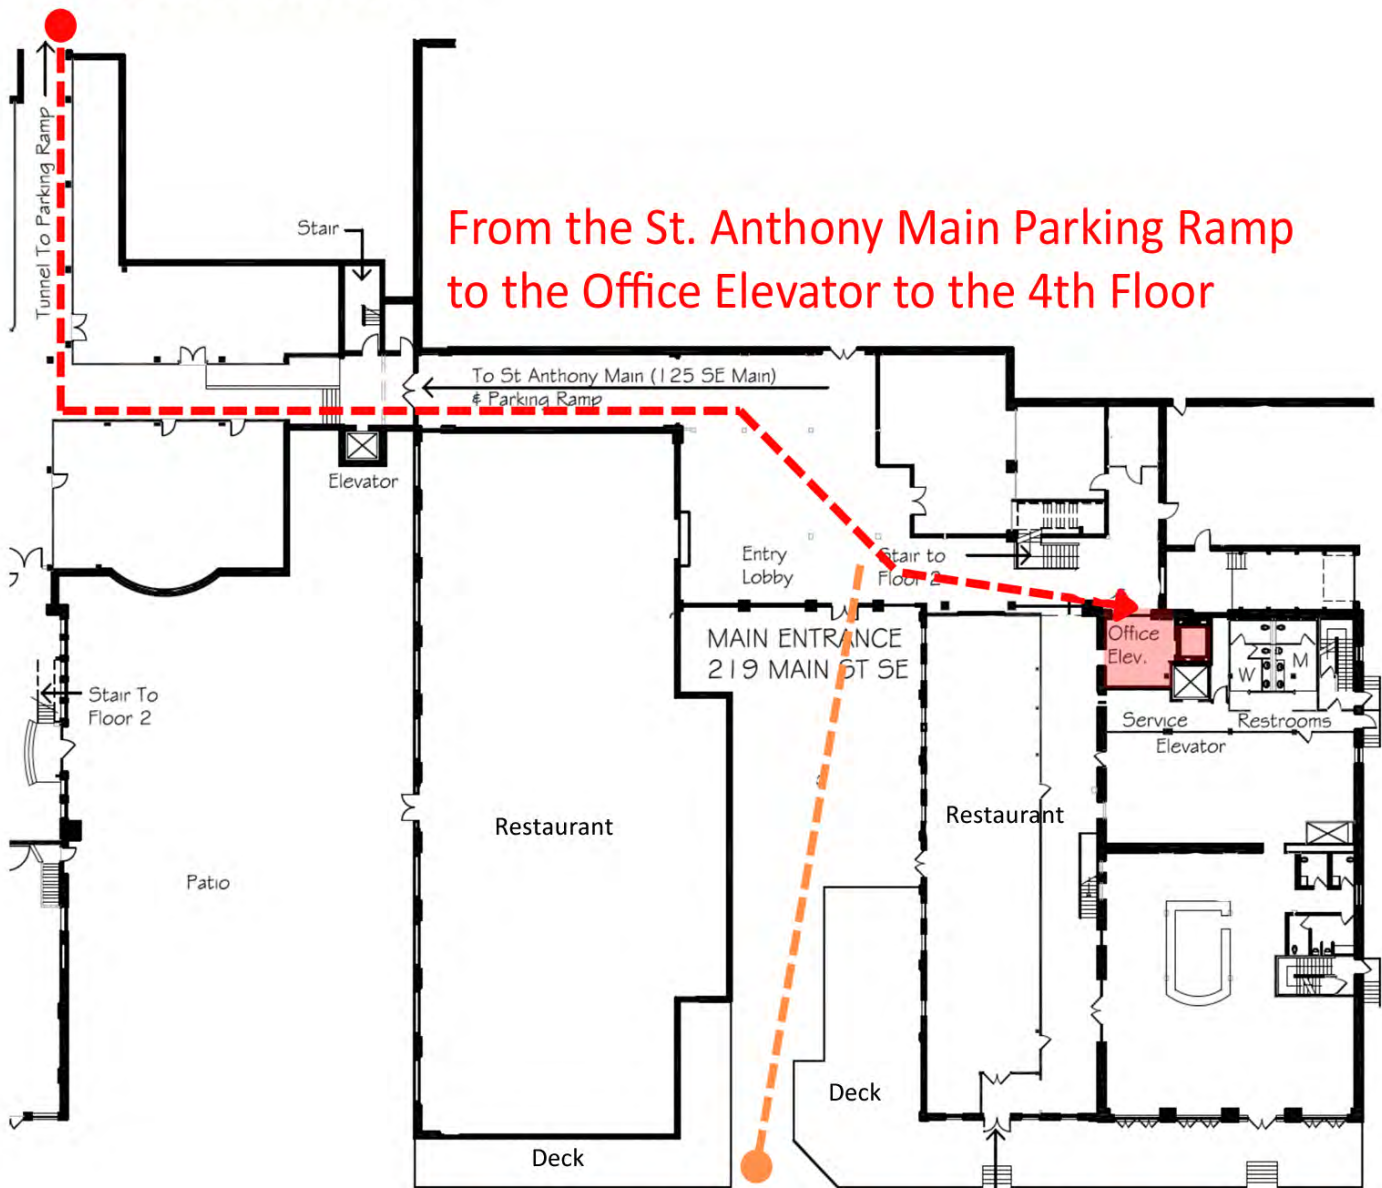 Tunnel To Parking Ramp
Stair
From the St. Anthony Main Parking Ramp
to the Office Elevator to the 4th Floor
To St Anthony Main (125 SE Main)
& Parking Ramp
Elevator
Entry
Lobby
Stair to
Floor 2
MAIN ENTRANCE
219 MAIN ST SE
Office
Elev.
W
M
Stair To
Floor 2
Service
Elevator
Restrooms
Restaurant
Restaurant
Patio
Deck
Deck